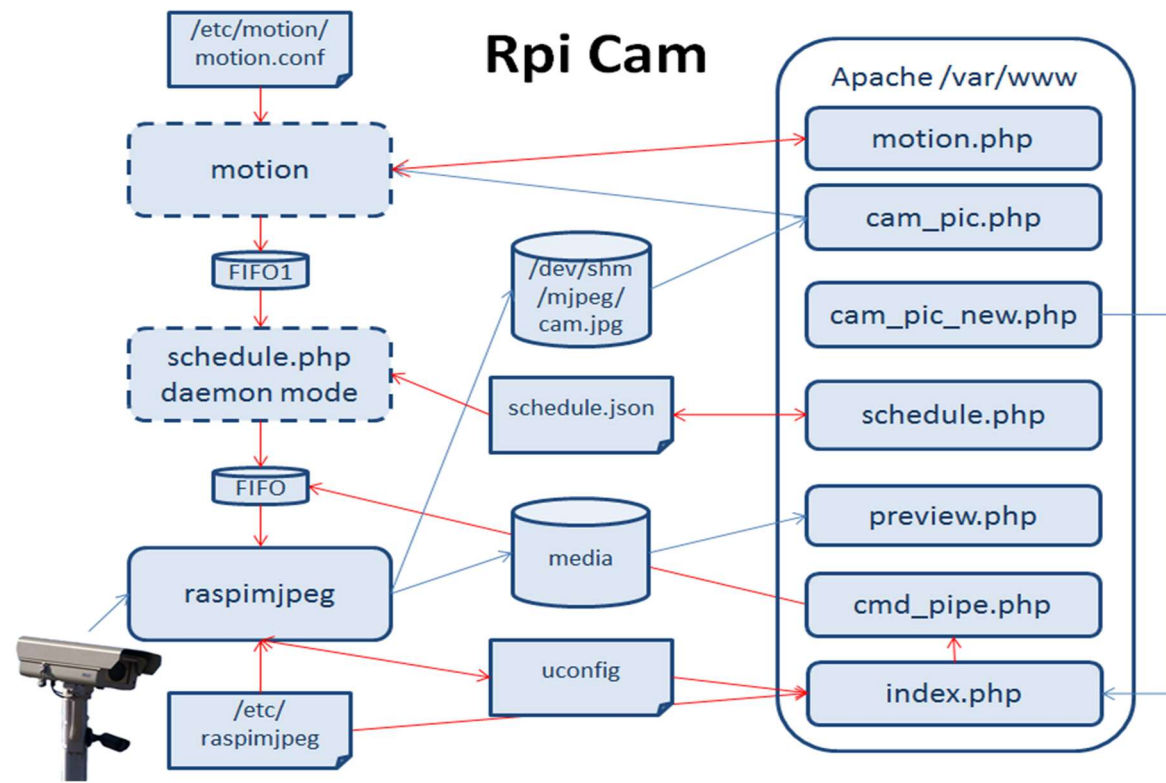 /etc/motion/
motion.conf
Rpi Cam
Apache /var/www
motion
motion.php
cam_pic.php
FIFO1
/dev/shm
/mjpeg/
cam.jpg
cam_pic_new.php
schedule.php
daemon mode
schedule.json
schedule.php
FIFO
media
preview.php
raspimjpeg
cmd_pipe.php
uconfig
index.php
/etc/
raspimjpeg